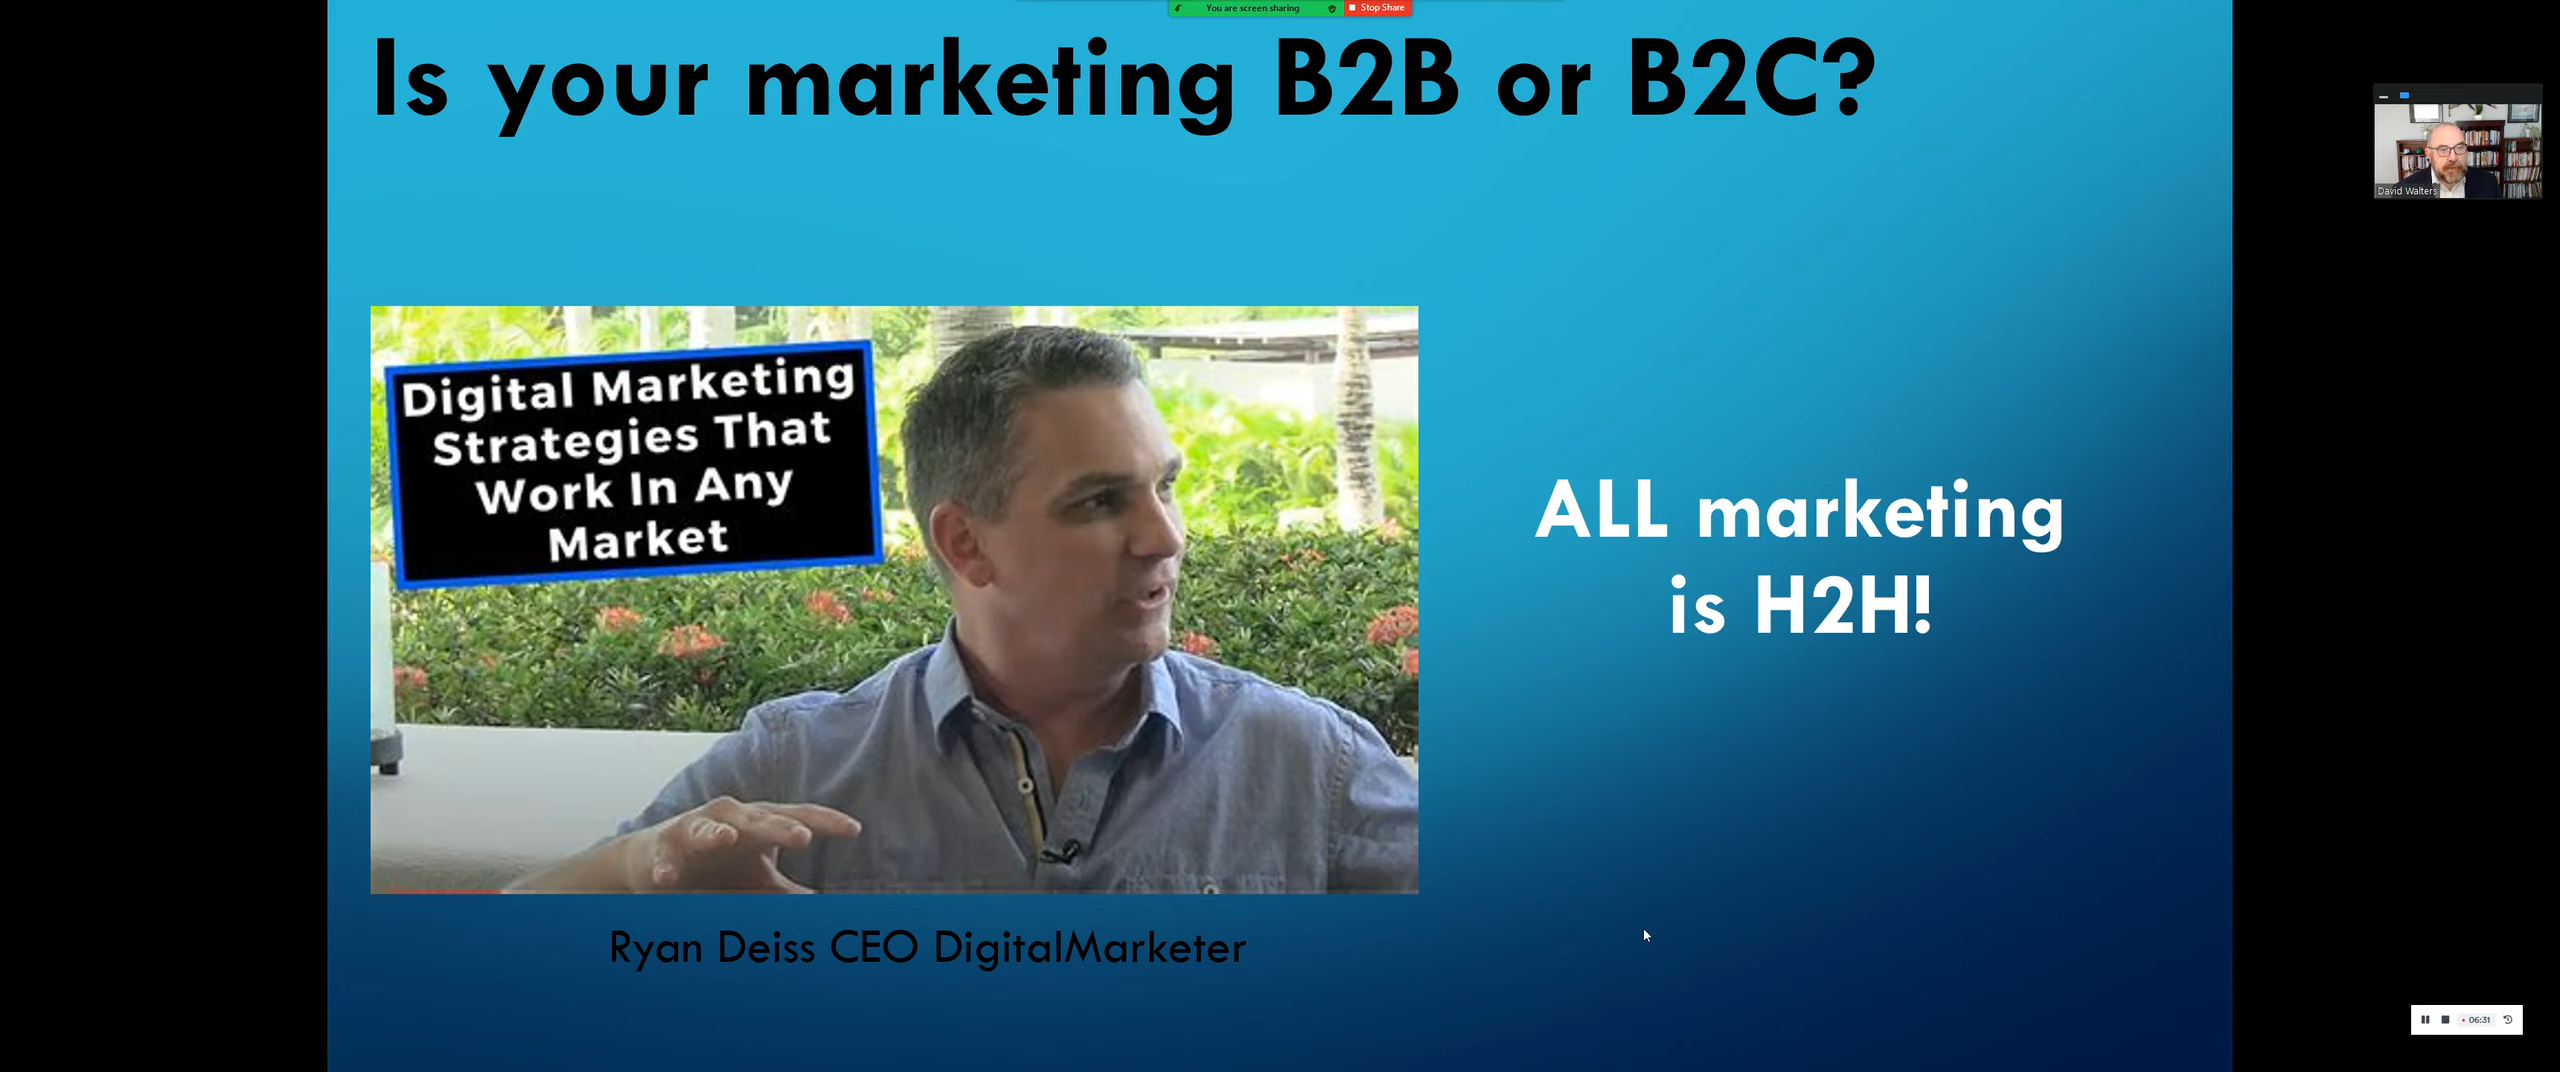 You are screen sharing
Stop Share
Is your marketing B2B or B2C?
David Walters
Digital Marketing
Strategies That
Work In Any
Market
ALL marketing
is H2H!
Ryan Deiss CEO DigitalMarketer
06:31